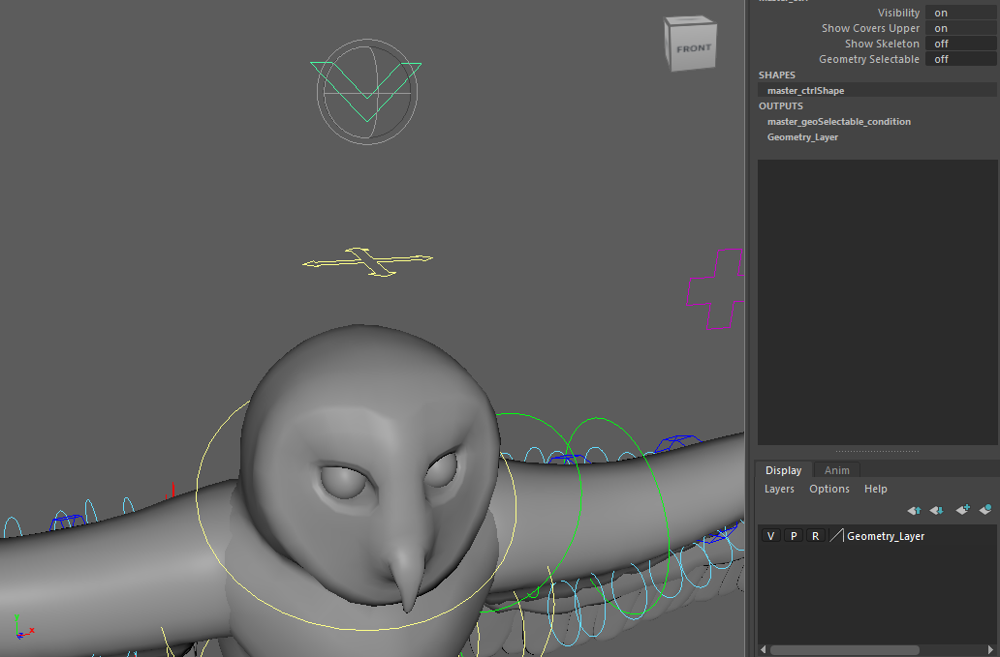 Visibility on
Show Covers Upper on
Show Skeleton off
Geometry Selectable off
SHAPES
master_ctrlShape
OUTPUTS
master_geoSelectable_condition
Geometry_Layer
FRONT
Display Anim
Layers Options Help
V P R Geometry_Layer
x